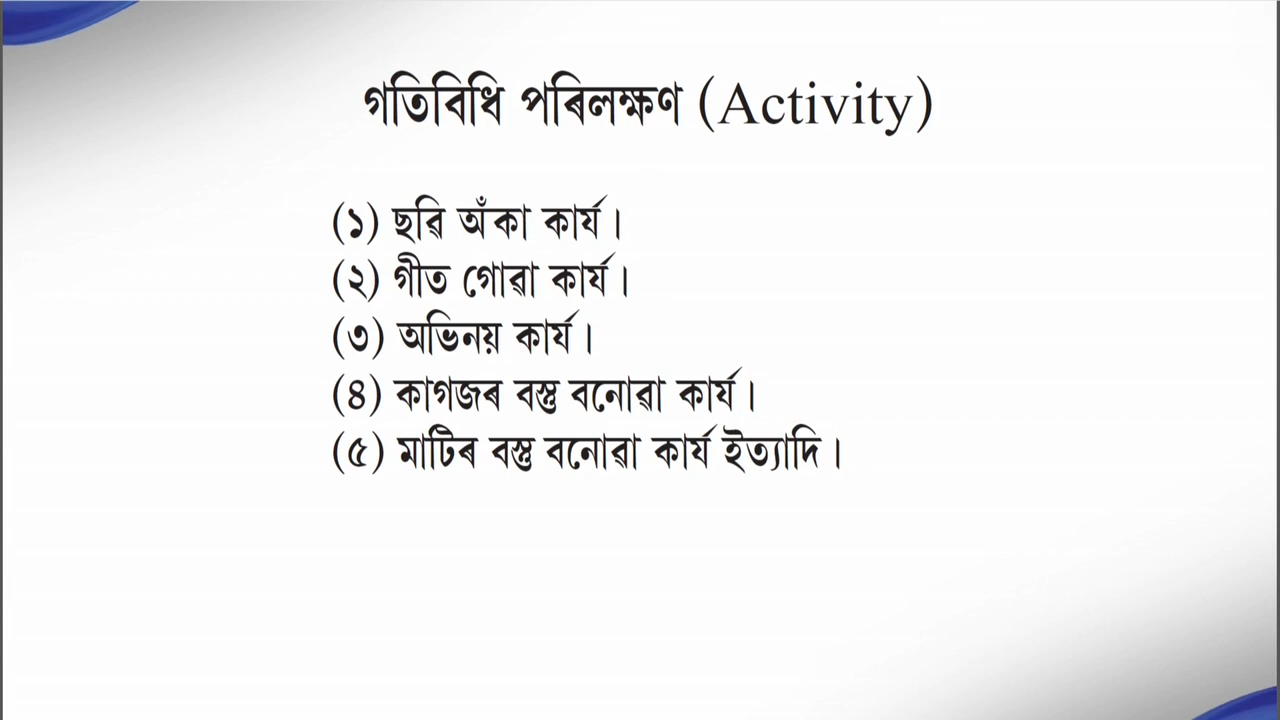 গতিবিধি পৰিলক্ষণ (Activity)
(১) ছৱি অঁকা কাৰ্য।
(২) গীত গোৱা কাৰ্য।
(৩) অভিনয় কাৰ্য।
(৪) কাগজৰ বস্তু বনোৱা কাৰ্য।
(৫) মাটিৰ বস্তু বনোৱা কাৰ্য ইত্যাদি।